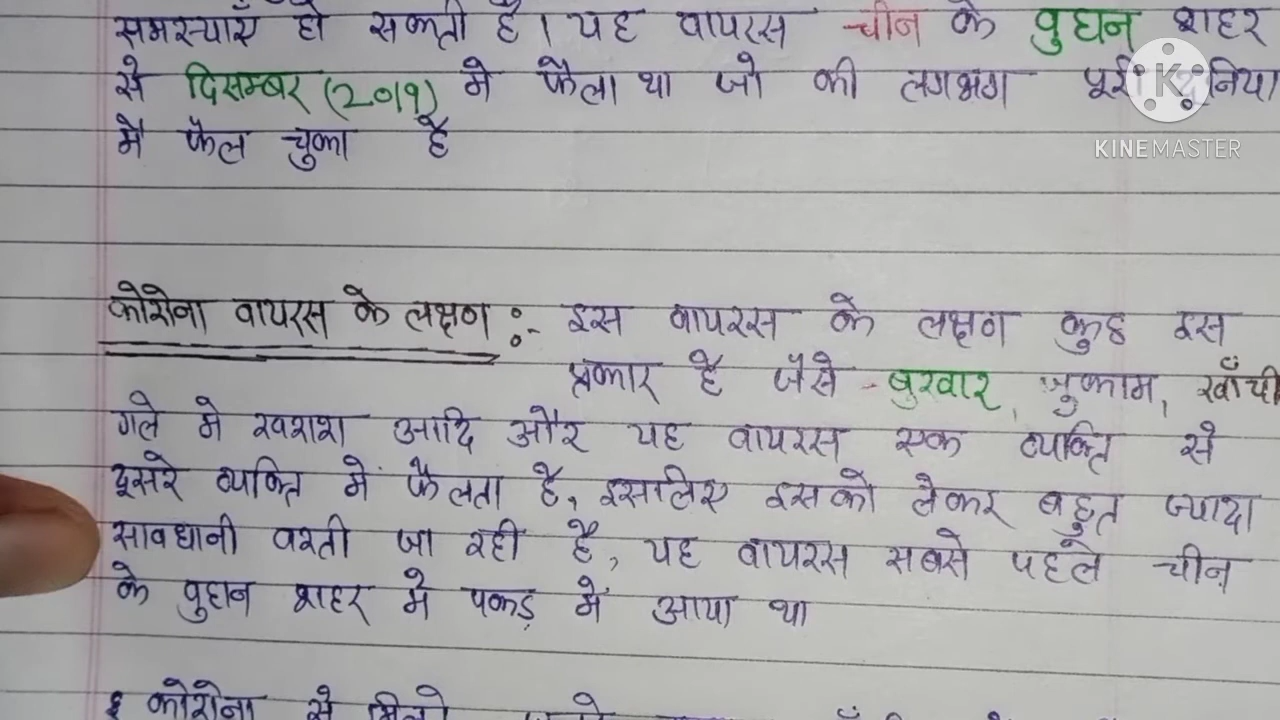 समस्याएँ हो सकती है। यह वायरस चीन के वुहान शहर
से दिसम्बर (2019) मे फैला था जो की लगभग पूरी दुनिया
मे फैल चुका है
KINEMASTER
कोरोना वायरस के लक्षण :- इस वायरस के लक्षण कुछ इस
प्रकार है जैसे - बुखार, जुकाम, खाँसी
गले मे खराश आदि और यह वायरस एक व्यक्ति से
दूसरे व्यक्ति में फैलता है, इसलिए इसको लेकर बहुत ज्यादा
सावधानी वरती जा रही है, यह वायरस सबसे पहले चीन
के वुहान शहर में पकड़ में आया था
कोरोना से मिलते